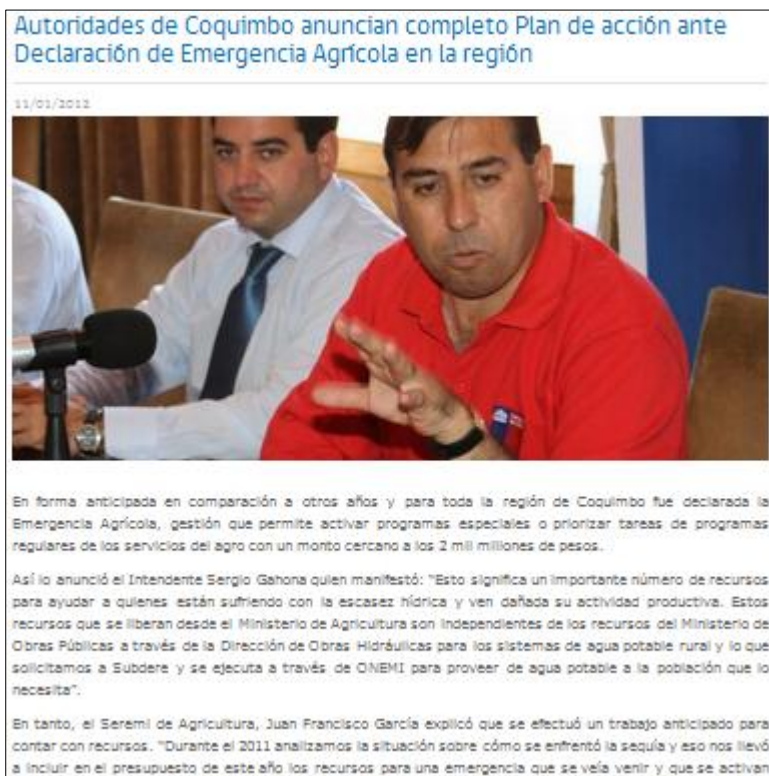 Autoridades de Coquimbo anuncian completo Plan de acción ante
Declaración de Emergencia Agrícola en la región
11/01/2012
En forma anticipada en comparación a otros años y para toda la región de Coquimbo fue declarada la
Emergencia Agrícola, gestión que permite activar programas especiales o priorizar tareas de programas
regulares de los servicios del agro con un monto cercano a los 2 mil millones de pesos.
Así lo anunció el Intendente Sergio Gahona quien manifestó: "Esto significa un importante número de recursos
para ayudar a quienes están sufriendo con la escasez hídrica y ven dañada su actividad productiva. Estos
recursos que se liberan desde el Ministerio de Agricultura son independientes de los recursos del Ministerio de
Obras Públicas a través de la Dirección de Obras Hidráulicas para los sistemas de agua potable rural y lo que
solicitamos a Subdere y se ejecuta a través de ONEMI para proveer de agua potable a la población que lo
necesita".
En tanto, el Seremi de Agricultura, Juan Francisco García explicó que se efectuó un trabajo anticipado para
contar con recursos. "Durante el 2011 analizamos la situación sobre cómo se enfrentó la sequía y eso nos llevó
a incluir en el presupuesto de este año los recursos para una emergencia que se veía venir y que se activan